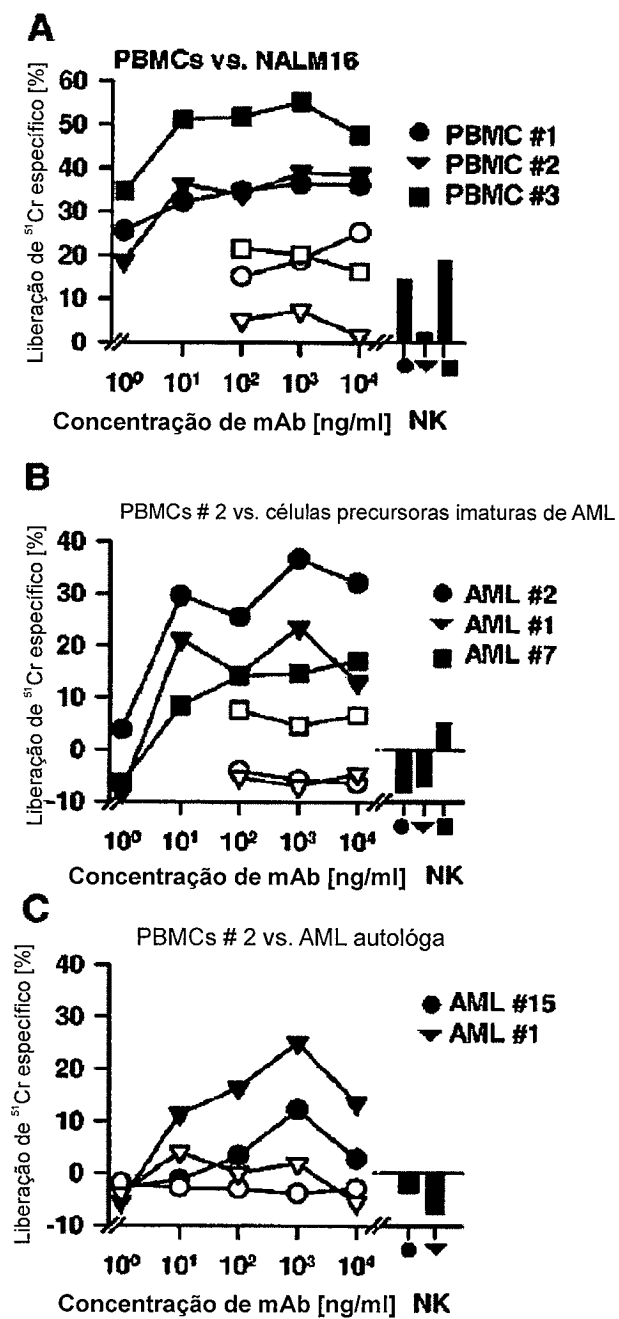 A
PBMCs vs. NALM16
Liberação de ⁵¹Cr específico [%]
60
50
40
30
20
10
0
PBMC #1
PBMC #2
PBMC #3
10⁰ 10¹ 10² 10³ 10⁴
Concentração de mAb [ng/ml] NK
B
PBMCs # 2 vs. células precursoras imaturas de AML
Liberação de ⁵¹Cr específico [%]
40
30
20
10
0
-10
AML #2
AML #1
AML #7
10⁰ 10¹ 10² 10³ 10⁴
Concentração de mAb [ng/ml] NK
C
PBMCs # 2 vs. AML autológa
Liberação de ⁵¹Cr específico [%]
40
30
20
10
0
-10
AML #15
AML #1
10⁰ 10¹ 10² 10³ 10⁴
Concentração de mAb [ng/ml] NK